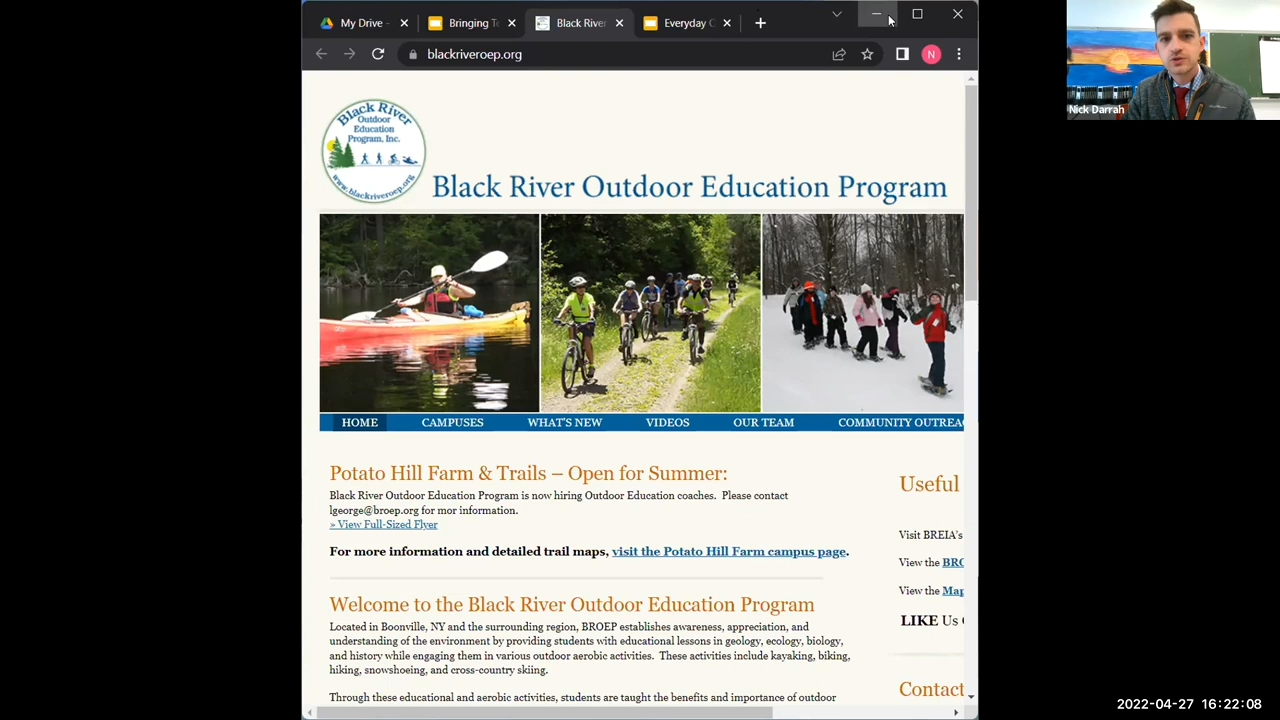 My Drive -
Bringing T
Black Rive
Everyday C
blackriveroep.org
N
Nick Darrah
Black River
Outdoor
Education
Program, Inc.
www.blackriveroep.org
Black River Outdoor Education Program
HOME
CAMPUSES
WHAT'S NEW
VIDEOS
OUR TEAM
COMMUNITY OUTREA
Potato Hill Farm & Trails – Open for Summer:
Black River Outdoor Education Program is now hiring Outdoor Education coaches. Please contact
lgeorge@broep.org for mor information.
» View Full-Sized Flyer
For more information and detailed trail maps, visit the Potato Hill Farm campus page.
Welcome to the Black River Outdoor Education Program
Located in Boonville, NY and the surrounding region, BROEP establishes awareness, appreciation, and
understanding of the environment by providing students with educational lessons in geology, ecology, biology,
and history while engaging them in various outdoor aerobic activities. These activities include kayaking, biking,
hiking, snowshoeing, and cross-country skiing.
Through these educational and aerobic activities, students are taught the benefits and importance of outdoor
Useful
Visit BREIA's
View the BRO
View the Map
LIKE Us
Contact
2022-04-27 16:22:08